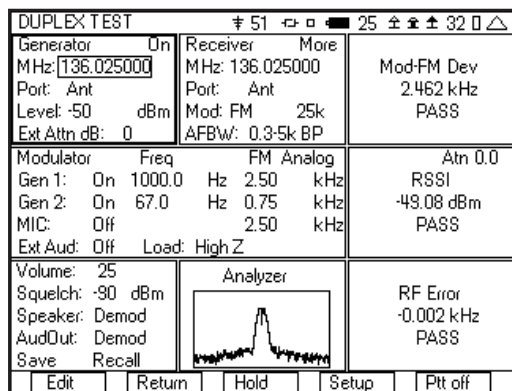 DUPLEX TEST 51 25 32
Generator On
MHz: 136.025000
Port: Ant
Level: -50 dBm
Ext Attn dB: 0
Receiver More
MHz: 136.025000
Port: Ant
Mod: FM 25k
AFBW: 0.3-5k BP
Mod-FM Dev
2.462 kHz
PASS
Modulator Freq FM Analog
Gen 1: On 1000.0 Hz 2.50 kHz
Gen 2: On 67.0 Hz 0.75 kHz
MIC: Off 2.50 kHz
Ext Aud: Off Load: High Z
Atn 0.0
RSSI
-49.08 dBm
PASS
Volume: 25
Squelch: -90 dBm
Speaker: Demod
AudOut: Demod
Save Recall
Analyzer
RF Error
-0.002 kHz
PASS
Edit Return Hold Setup Ptt off